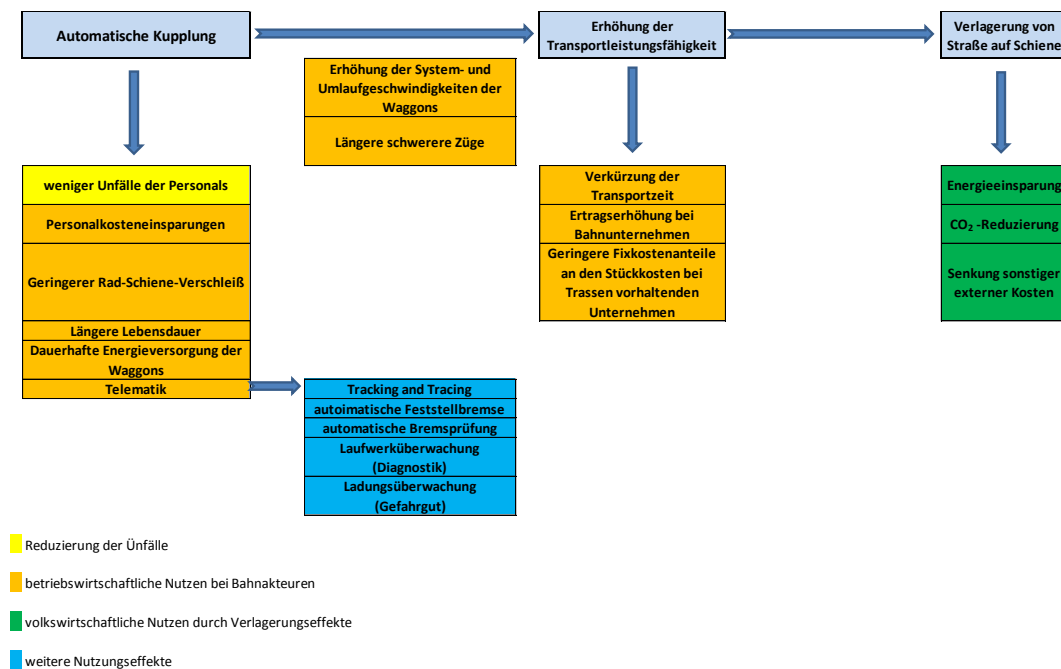 Automatische Kupplung
Erhöhung der
Transportleistungsfähigkeit
Verlagerung von
Straße auf Schiene
Erhöhung der System- und
Umlaufgeschwindigkeiten der
Waggons
Längere schwerere Züge
weniger Unfälle der Personals
Personalkosteneinsparungen
Geringerer Rad-Schiene-Verschleiß
Längere Lebensdauer
Dauerhafte Energieversorgung der
Waggons
Telematik
Verkürzung der
Transportzeit
Ertragserhöhung bei
Bahnunternehmen
Geringere Fixkostenanteile
an den Stückkosten bei
Trassen vorhaltenden
Unternehmen
Energieeinsparung
CO₂ -Reduzierung
Senkung sonstiger
externer Kosten
Tracking and Tracing
autoimatische Feststellbremse
automatische Bremsprüfung
Laufwerküberwachung
(Diagnostik)
Ladungsüberwachung
(Gefahrgut)
Reduzierung der Ünfälle
betriebswirtschaftliche Nutzen bei Bahnakteuren
volkswirtschaftliche Nutzen durch Verlagerungseffekte
weitere Nutzungseffekte